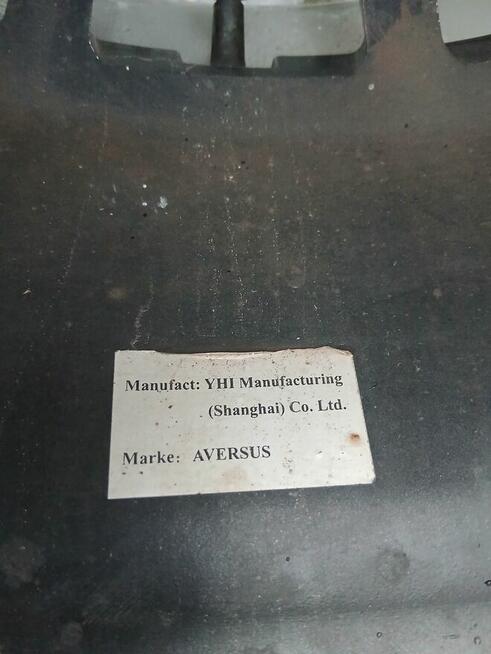 Manufact: YHI Manufacturing
(Shanghai) Co. Ltd.
Marke: AVERSUS